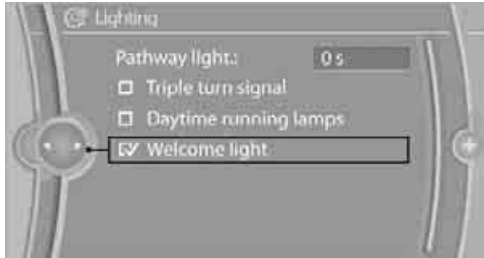 Lighting
Pathway light.: 0 s
Triple turn signal
Daytime running lamps
Welcome light